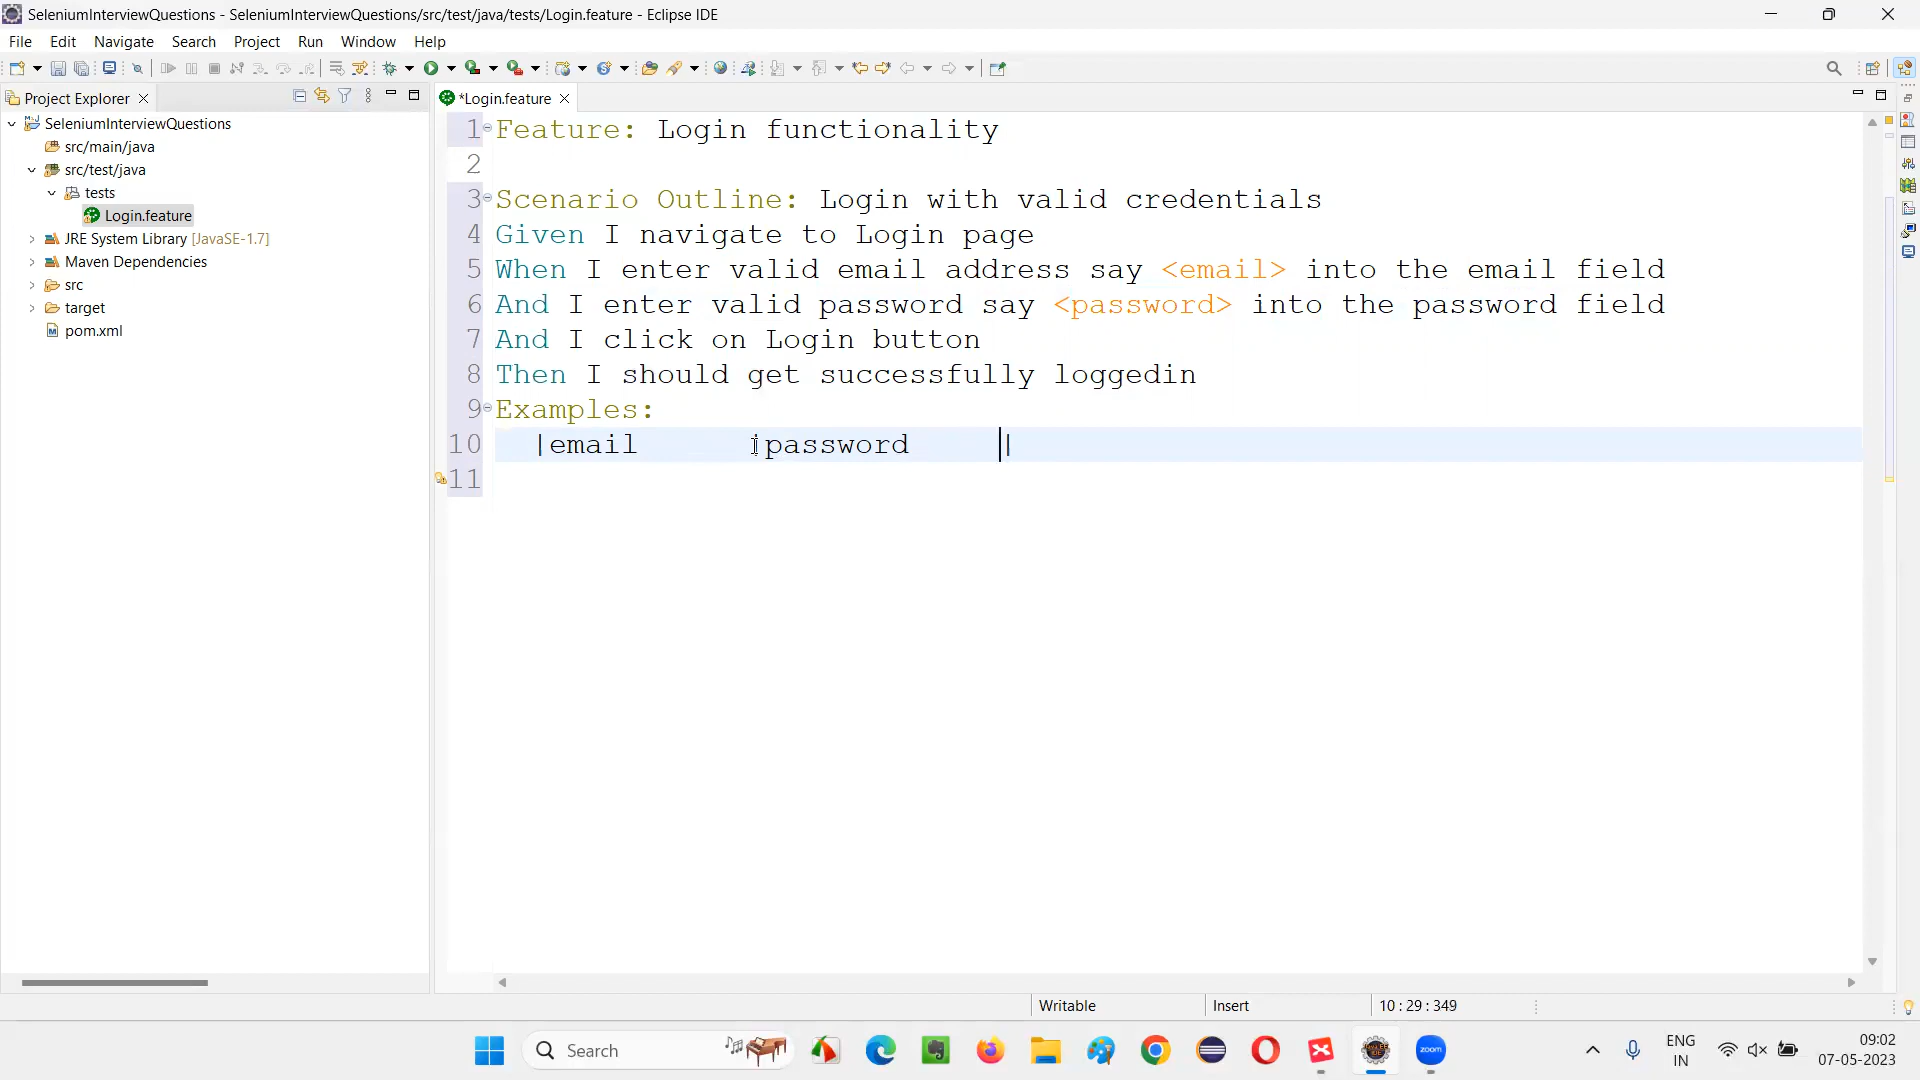 SeleniumInterviewQuestions - SeleniumInterviewQuestions/src/test/java/tests/Login.feature - Eclipse IDE
File Edit Navigate Search Project Run Window Help
Project Explorer
*Login.feature
SeleniumInterviewQuestions
src/main/java
src/test/java
tests
Login.feature
JRE System Library [JavaSE-1.7]
Maven Dependencies
src
target
pom.xml
1 Feature: Login functionality
2
3 Scenario Outline: Login with valid credentials
4 Given I navigate to Login page
5 When I enter valid email address say <email> into the email field
6 And I enter valid password say <password> into the password field
7 And I click on Login button
8 Then I should get successfully loggedin
9 Examples:
10 |email |password |
11
Writable Insert 10 : 29 : 349
Search
zoom
ENG
IN
09:02
07-05-2023